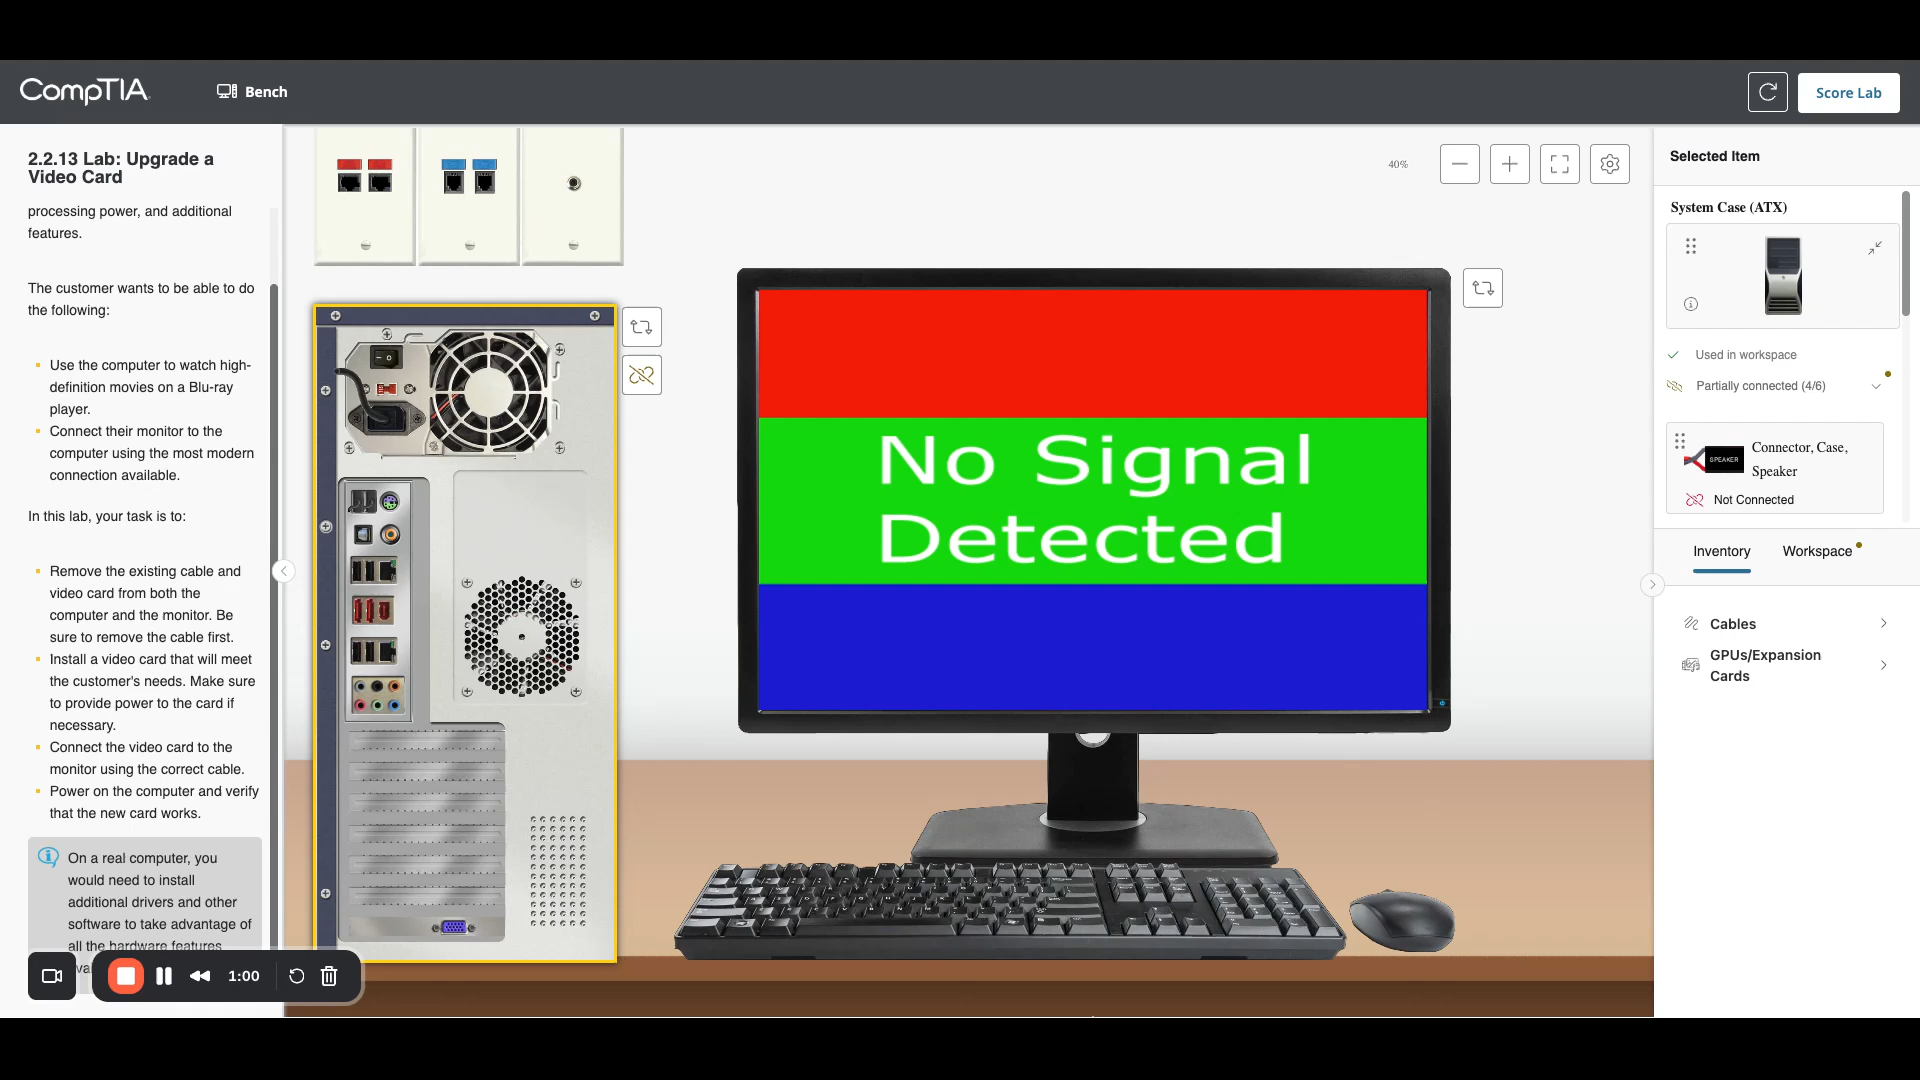 CompTIA
Bench
Score Lab
2.2.13 Lab: Upgrade a
Video Card
processing power, and additional
features.
The customer wants to be able to do
the following:
Use the computer to watch high-
definition movies on a Blu-ray
player.
Connect their monitor to the
computer using the most modern
connection available.
In this lab, your task is to:
Remove the existing cable and
video card from both the
computer and the monitor. Be
sure to remove the cable first.
Install a video card that will meet
the customer's needs. Make sure
to provide power to the card if
necessary.
Connect the video card to the
monitor using the correct cable.
Power on the computer and verify
that the new card works.
On a real computer, you
would need to install
additional drivers and other
software to take advantage of
all the hardware features
1:00
40%
No Signal
Detected
Selected Item
System Case (ATX)
Used in workspace
Partially connected (4/6)
SPEAKER
Connector, Case,
Speaker
Not Connected
Inventory
Workspace
Cables
GPUs/Expansion
Cards